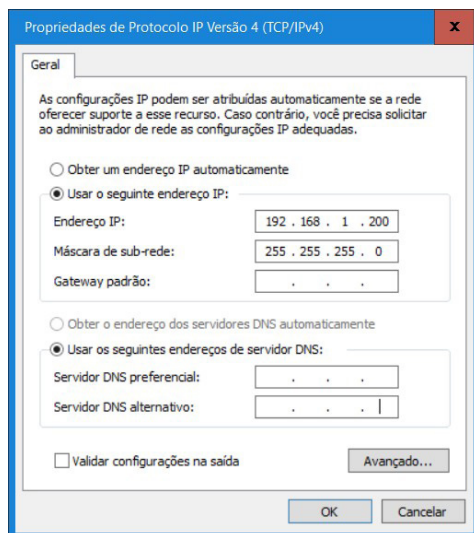 Propriedades de Protocolo IP Versão 4 (TCP/IPv4)
x
Geral
As configurações IP podem ser atribuídas automaticamente se a rede
oferecer suporte a esse recurso. Caso contrário, você precisa solicitar
ao administrador de rede as configurações IP adequadas.
Obter um endereço IP automaticamente
Usar o seguinte endereço IP:
Endereço IP: 192 . 168 . 1 . 200
Máscara de sub-rede: 255 . 255 . 255 . 0
Gateway padrão: . . .
Obter o endereço dos servidores DNS automaticamente
Usar os seguintes endereços de servidor DNS:
Servidor DNS preferencial: . . .
Servidor DNS alternativo: . . .
Validar configurações na saída
Avançado...
OK Cancelar